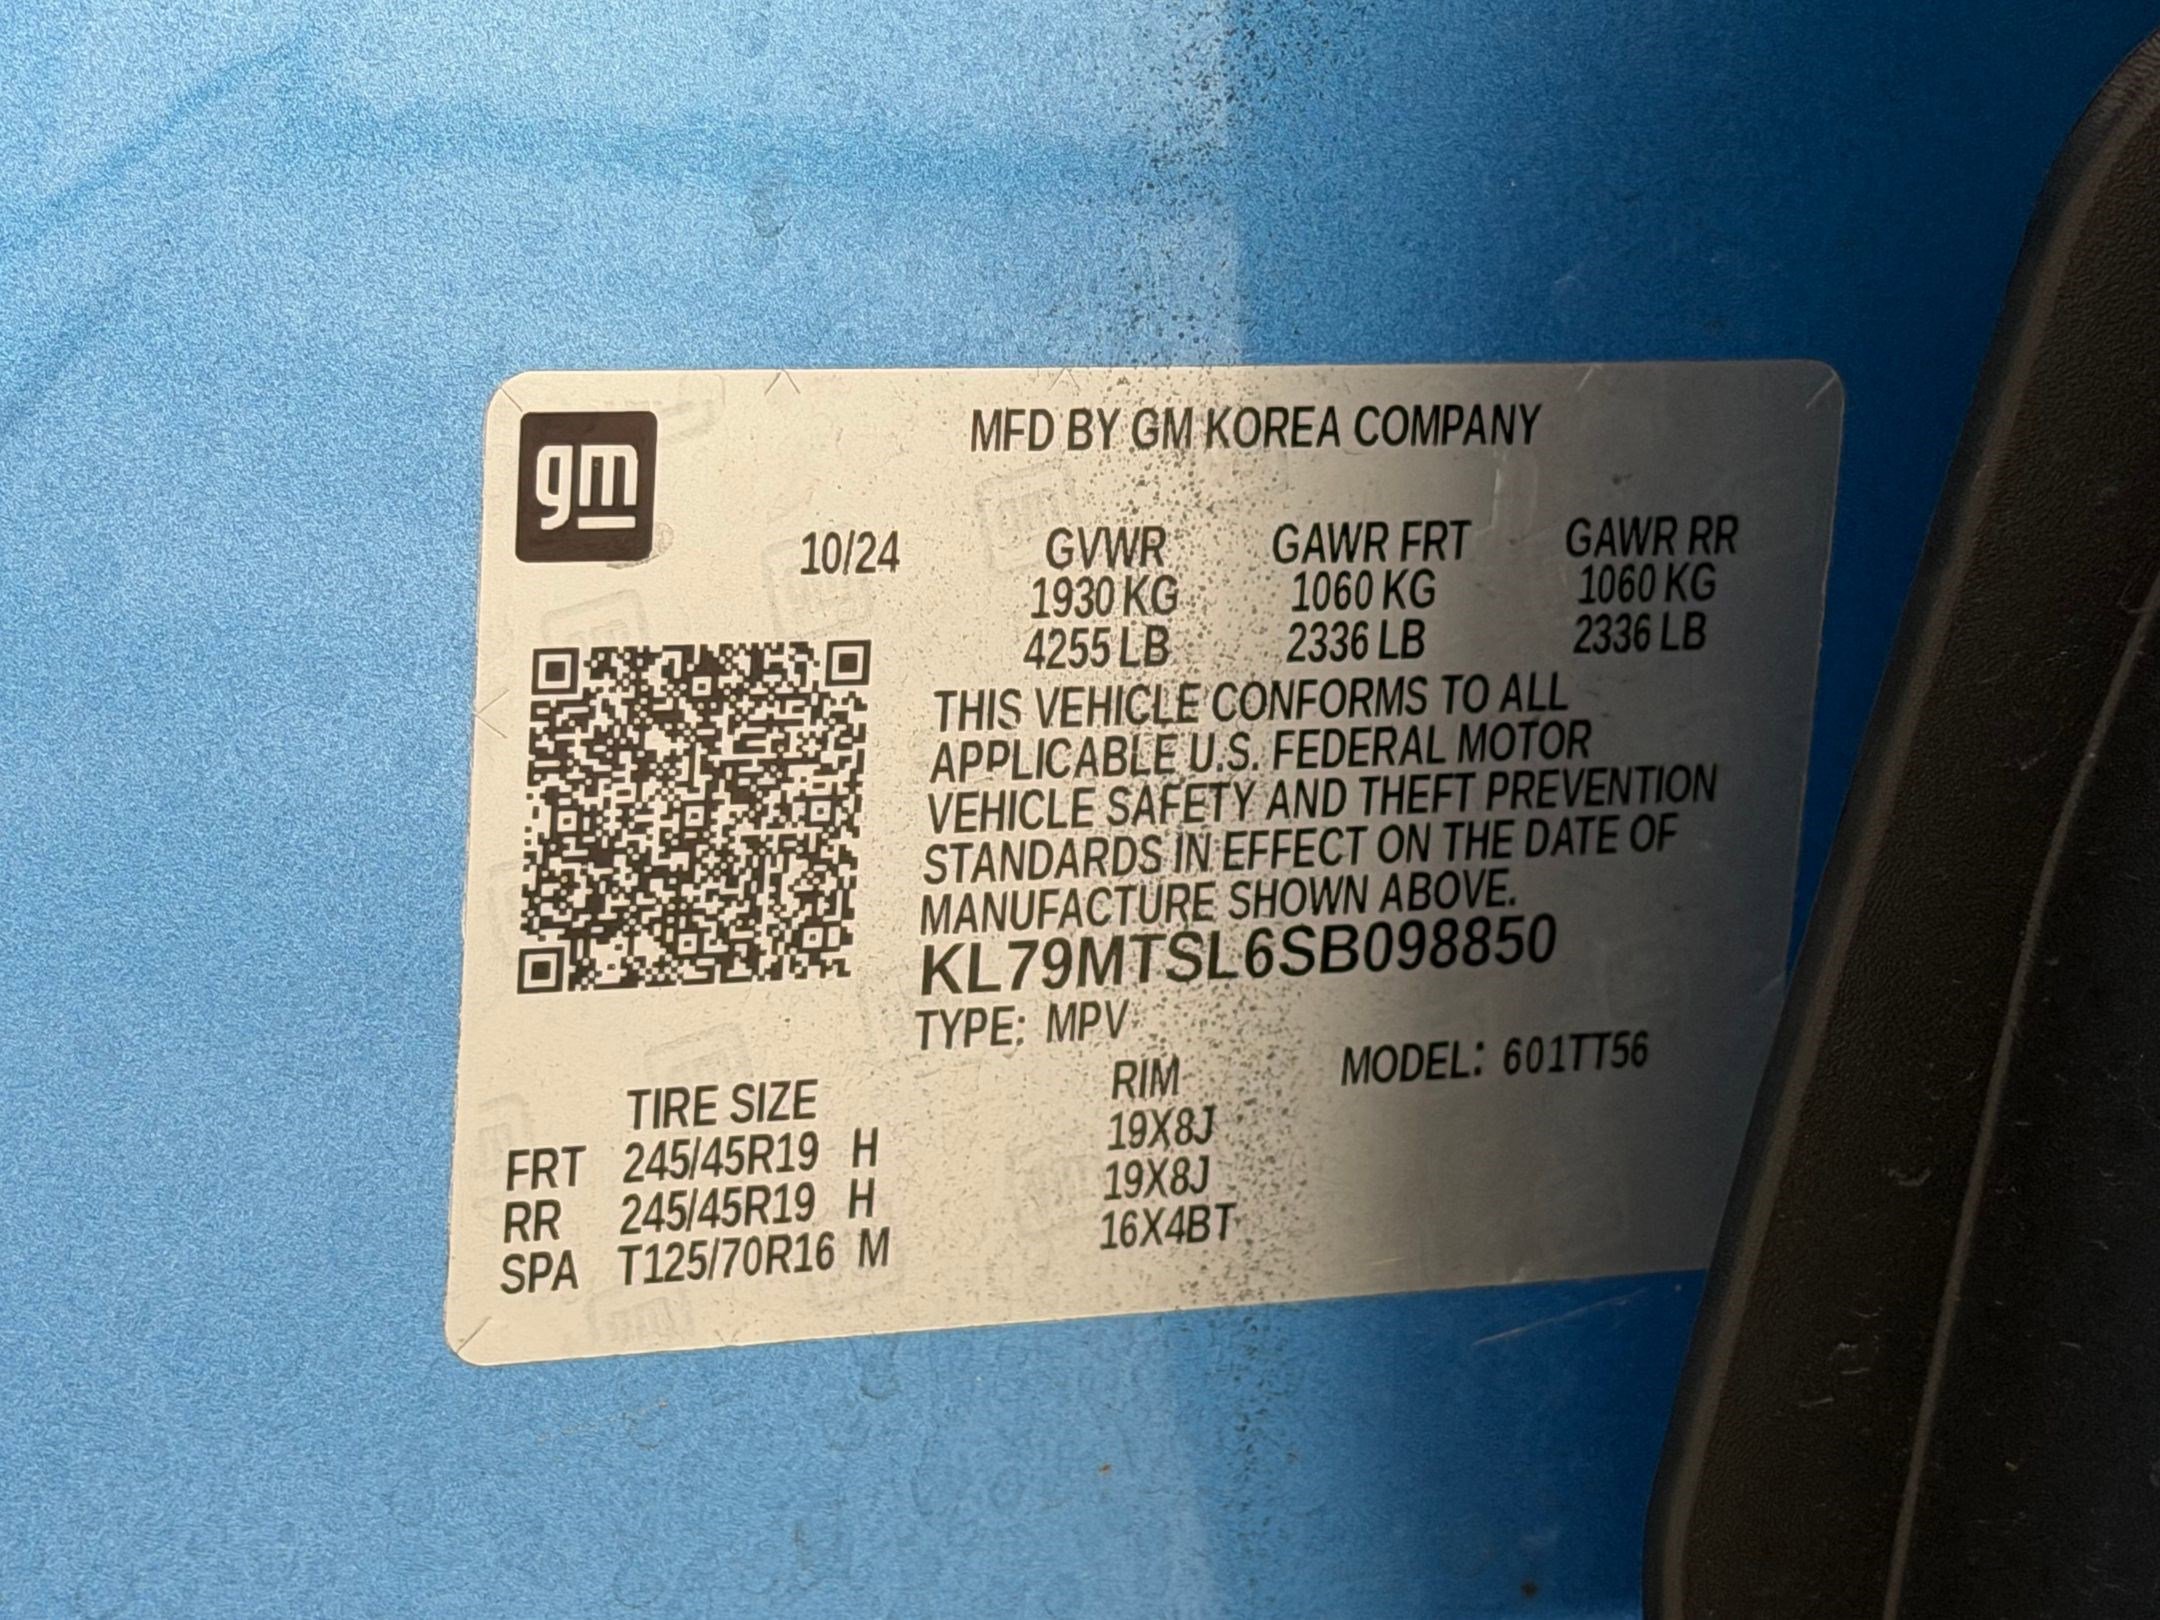 gm
MFD BY GM KOREA COMPANY
10/24 GVWR GAWR FRT GAWR RR
1930 KG 1060 KG 1060 KG
4255 LB 2336 LB 2336 LB
THIS VEHICLE CONFORMS TO ALL
APPLICABLE U.S. FEDERAL MOTOR
VEHICLE SAFETY AND THEFT PREVENTION
STANDARDS IN EFFECT ON THE DATE OF
MANUFACTURE SHOWN ABOVE.
KL79MTSL6SB098850
TYPE: MPV
MODEL: 601TT56
TIRE SIZE RIM
FRT 245/45R19 H 19X8J
RR 245/45R19 H 19X8J
SPA T125/70R16 M 16X4BT